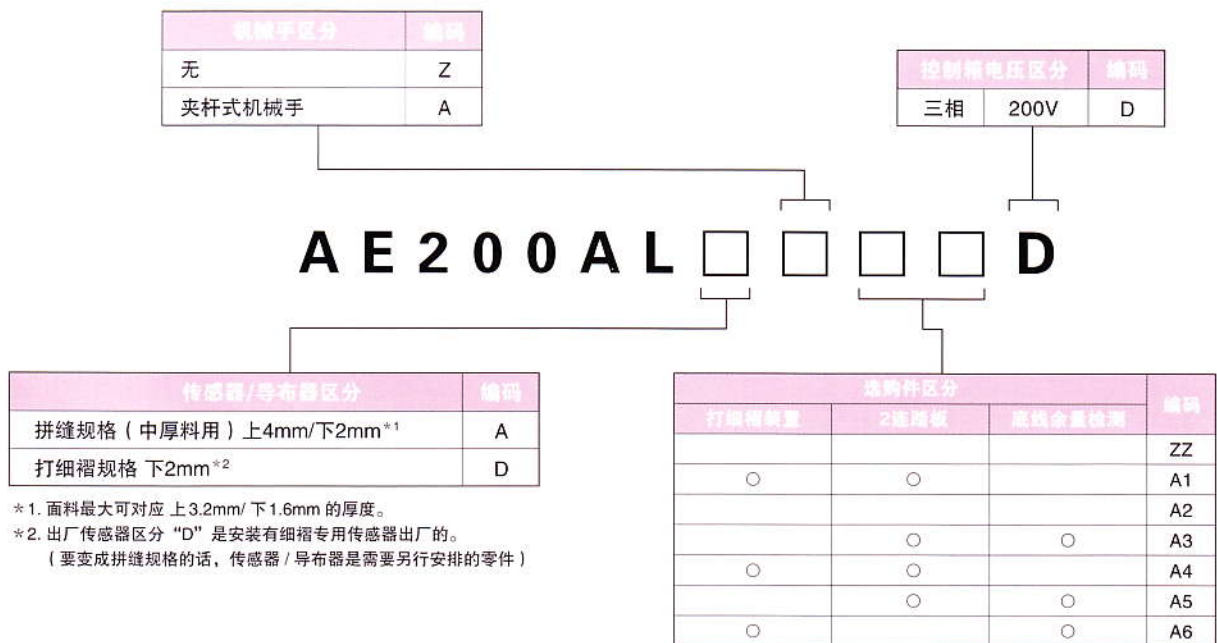 机械手区分 编码
无 Z
夹杆式机械手 A
控制箱电压区分 编码
三相 200V D
AE200AL□□□□D
传感器/导布器区分 编码
拼缝规格（中厚料用）上4mm/下2mm*1 A
打细褶规格 下2mm*2 D
*1. 面料最大可对应 上3.2mm/ 下1.6mm 的厚度。
*2. 出厂传感器区分“D”是安装有细褶专用传感器出厂的。
（要变成拼缝规格的话，传感器 / 导布器是需要另行安排的零件）
选购件区分 编码
打细褶装置 2连踏板 底线余量检测
ZZ
○ ○ A1
A2
○ ○ A3
○ ○ A4
○ ○ A5
○ ○ A6